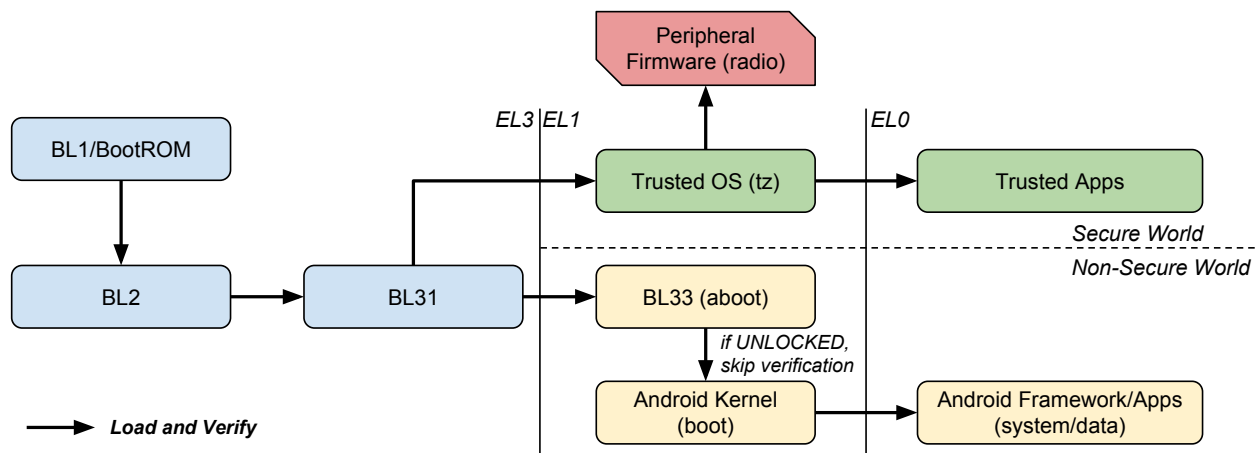 Peripheral
Firmware (radio)
EL3
EL1
EL0
BL1/BootROM
Trusted OS (tz)
Trusted Apps
Secure World
Non-Secure World
BL2
BL31
BL33 (aboot)
if UNLOCKED,
skip verification
Android Kernel
(boot)
Android Framework/Apps
(system/data)
Load and Verify